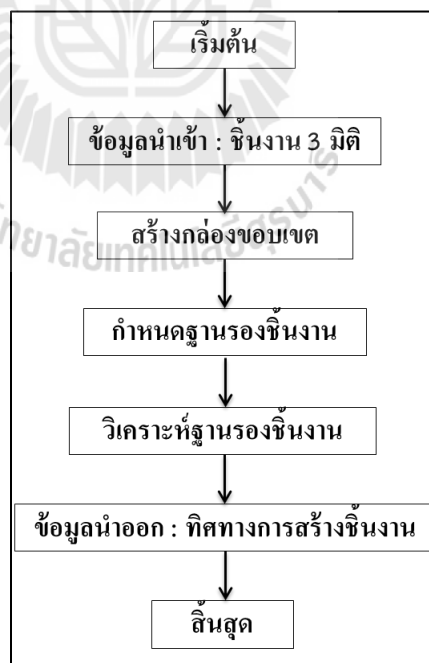 เริ่มต้น
ข้อมูลนำเข้า : ชิ้นงาน 3 มิติ
สร้างกล่องขอบเขต
กำหนดฐานรองชิ้นงาน
วิเคราะห์ฐานรองชิ้นงาน
ข้อมูลนำออก : ทิศทางการสร้างชิ้นงาน
สิ้นสุด